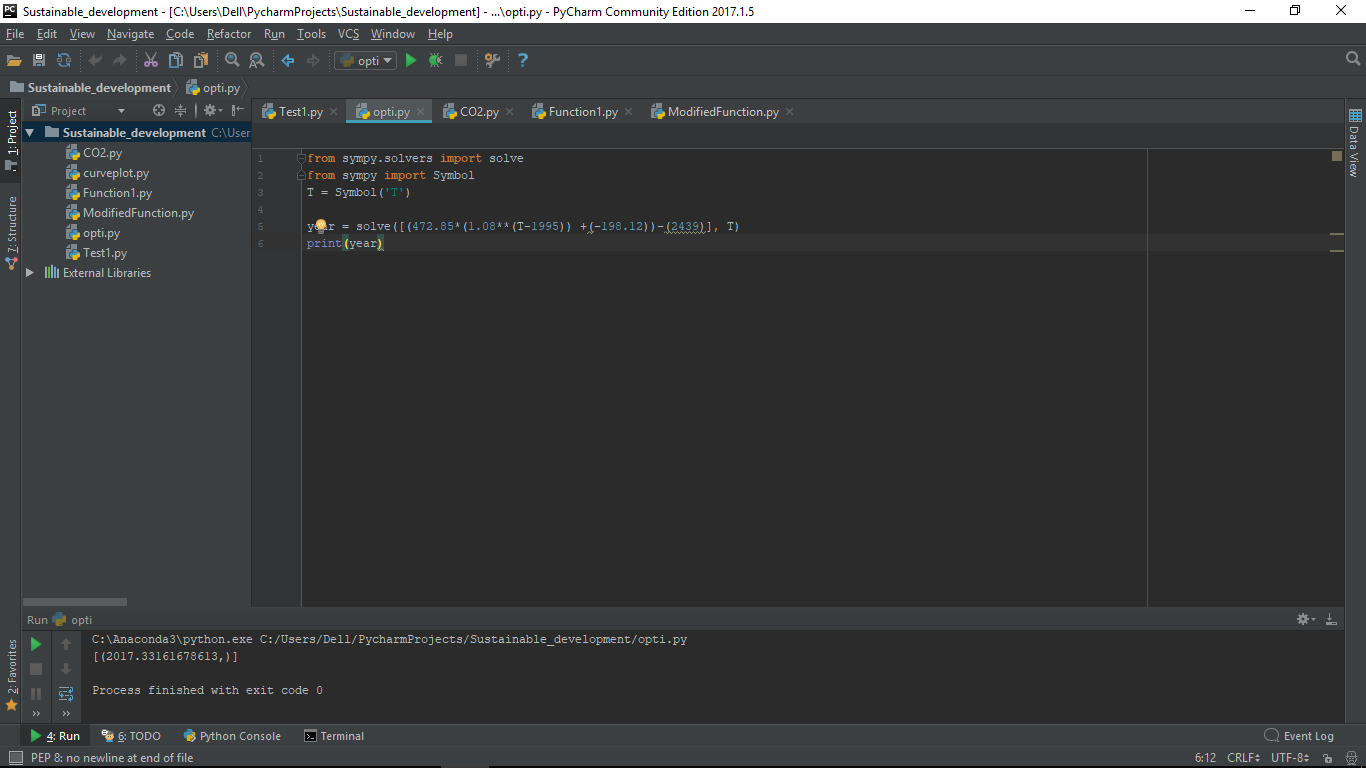 Sustainable_development - [C:\Users\Dell\PycharmProjects\Sustainable_development] - ...\opti.py - PyCharm Community Edition 2017.1.5
File Edit View Navigate Code Refactor Run Tools VCS Window Help
opti
Sustainable_development opti.py
Project
Test1.py opti.py CO2.py Function1.py ModifiedFunction.py
1: Project
7: Structure
2: Favorites
Sustainable_development C:\User
CO2.py
curveplot.py
Function1.py
ModifiedFunction.py
opti.py
Test1.py
External Libraries
1 from sympy.solvers import solve
2 from sympy import Symbol
3 T = Symbol('T')
4
5 year = solve([(472.85*(1.08**(T-1995)) +(-198.12))-(2439)], T)
6 print(year)
Data View
Run opti
C:\Anaconda3\python.exe C:/Users/Dell/PycharmProjects/Sustainable_development/opti.py
[(2017.33161678613,)]
Process finished with exit code 0
4: Run 6: TODO Python Console Terminal Event Log
PEP 8: no newline at end of file 6:12 CRLF UTF-8